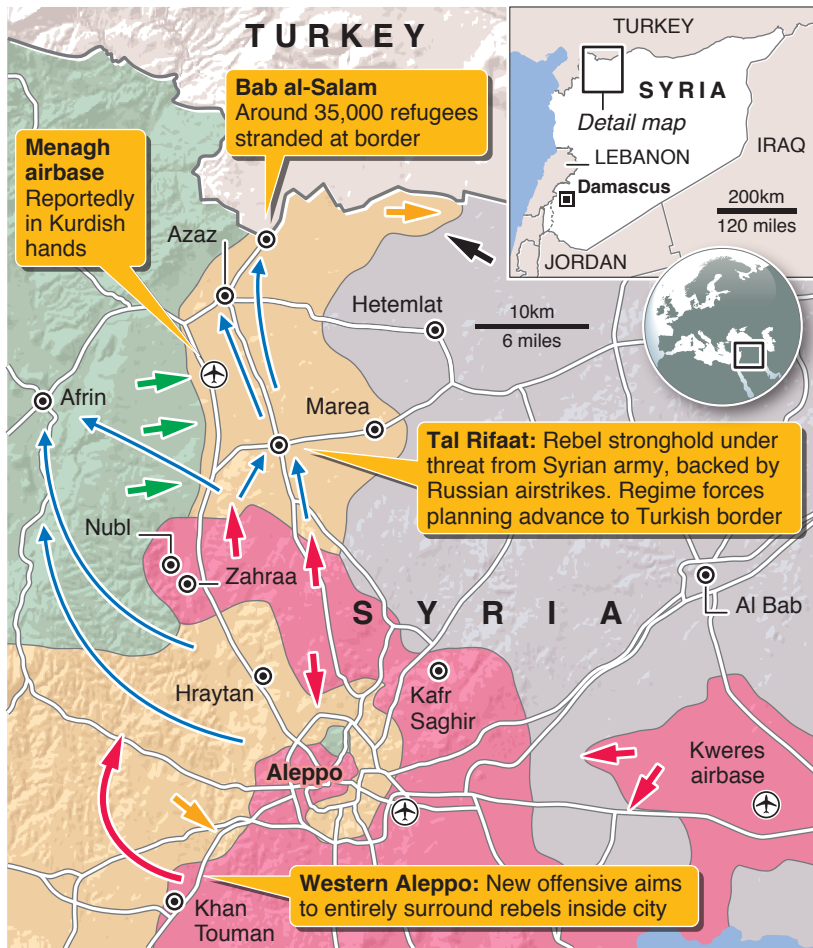 TURKEY
Bab al-Salam
Around 35,000 refugees
stranded at border
Menagh
airbase
Reportedly
in Kurdish
hands
TURKEY
SYRIA
Detail map
LEBANON
IRAQ
Damascus
200km
120 miles
JORDAN
Azaz
Hetemlat
10km
6 miles
Afrin
Marea
Tal Rifaat: Rebel stronghold under
threat from Syrian army, backed by
Russian airstrikes. Regime forces
planning advance to Turkish border
Nubl
Zahraa
SYRIA
Al Bab
Hraytan
Kafr
Saghir
Aleppo
Kweres
airbase
Western Aleppo: New offensive aims
to entirely surround rebels inside city
Khan
Touman